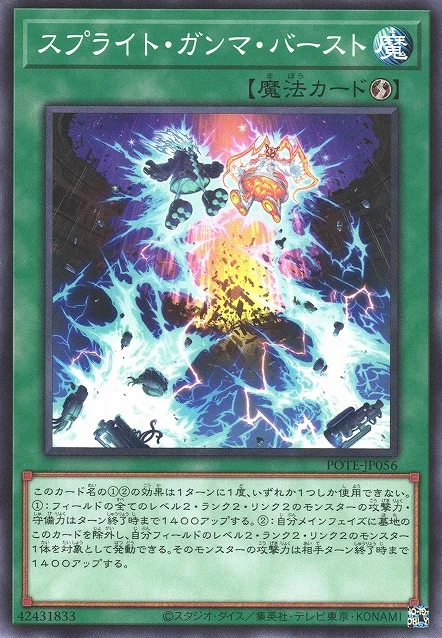 スプライト・ガンマ・バースト 魔
【魔法カード】
POTE-JP056
このカード名の①②の効果は1ターンに1度、いずれか1つしか使用できない。
①：フィールドの全てのレベル2・ランク2・リンク2のモンスターの攻撃力・
守備力はターン終了時まで1400アップする。②：自分メインフェイズに墓地の
このカードを除外し、自分フィールドのレベル2・ランク2・リンク2のモンスター
1体を対象として発動できる。そのモンスターの攻撃力は相手ターン終了時まで
1400アップする。
42431833 ©スタジオ・ダイス／集英社・テレビ東京・KONAMI